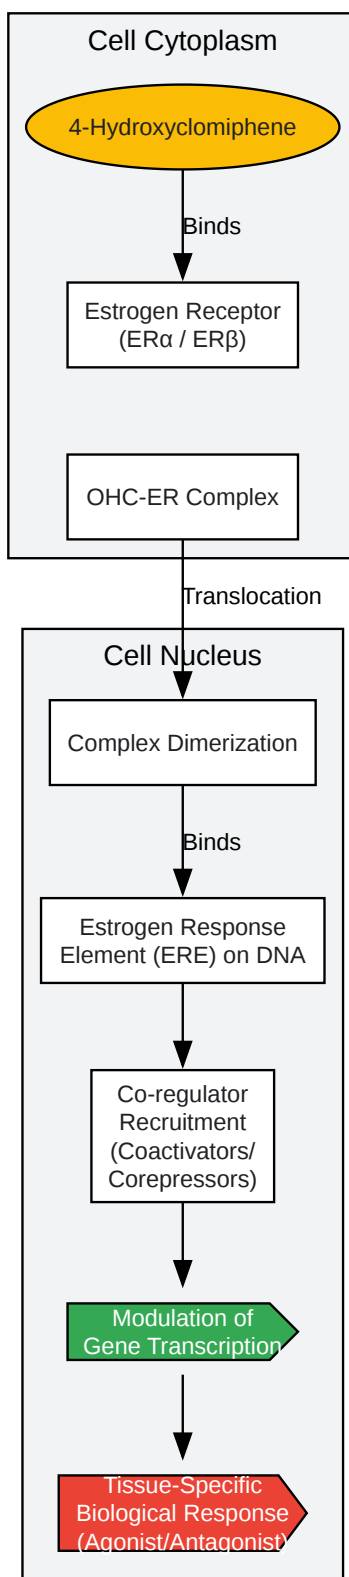 Cell Cytoplasm
4-Hydroxyclomiphene
Binds
Estrogen Receptor
(ERα / ERβ)
OHC-ER Complex
Translocation
Cell Nucleus
Complex Dimerization
Binds
Estrogen Response
Element (ERE) on DNA
Co-regulator
Recruitment
(Coactivators/
Corepressors)
Modulation of
Gene Transcription
Tissue-Specific
Biological Response
(Agonist/Antagonist)